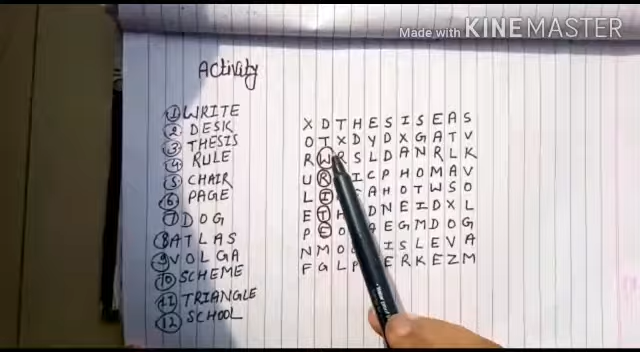 Made with KINEMASTER
Activity
1 WRITE
2 DESK
3 THESIS
4 RULE
5 CHAIR
6 PAGE
7 DOG
8 ATLAS
9 VOLGA
10 SCHEME
11 TRIANGLE
12 SCHOOL
X D T H E S I S E A S
O T X D Y D X G A T V
R W R S L D A N R L K
U R I C P H O M A V
L I A H O T W S O
E T H D N E I D X L
P E O A E G M D O G
N M O I S L E V A
F G L P E R K E Z M